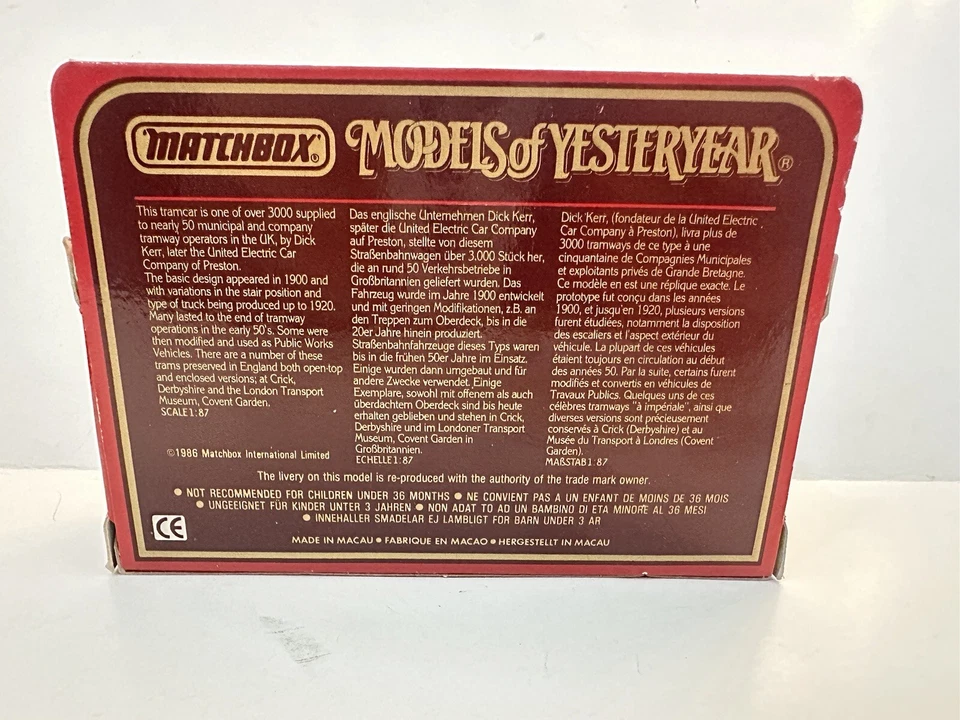 MATCHBOX® MODELS of YESTERYEAR®
This tramcar is one of over 3000 supplied
to nearly 50 municipal and company
tramway operators in the UK, by Dick
Kerr, later the United Electric Car
Company of Preston.
The basic design appeared in 1900 and
with variations in the stair position and
type of truck being produced up to 1920.
Many lasted to the end of tramway
operations in the early 50's. Some were
then modified and used as Public Works
Vehicles. There are a number of these
trams preserved in England both open-top
and enclosed versions; at Crick,
Derbyshire and the London Transport
Museum, Covent Garden.
SCALE 1:87
©1986 Matchbox International Limited
Das englische Unternehmen Dick Kerr,
später die United Electric Car Company
auf Preston, stellte von diesem
Straßenbahnwagen über 3.000 Stück her,
die an rund 50 Verkehrsbetriebe in
Großbritannien geliefert wurden. Das
Fahrzeug wurde im Jahre 1900 entwickelt
und mit geringen Modifikationen, z.B. an
den Treppen zum Oberdeck, bis in die
20er Jahre hinein produziert.
Straßenbahnfahrzeuge dieses Typs waren
bis in die frühen 50er Jahre im Einsatz.
Einige wurden dann umgebaut und für
andere Zwecke verwendet. Einige
Exemplare, sowohl mit offenem als auch
überdachtem Oberdeck sind bis heute
erhalten geblieben und stehen in Crick,
Derbyshire und im Londoner Transport
Museum, Covent Garden in
Großbritannien.
ECHELLE 1:87
Dick Kerr, (fondateur de la United Electric
Car Company à Preston), livra plus de
3000 tramways de ce type à une
cinquantaine de Compagnies Municipales
et exploitants privés de Grande Bretagne.
Ce modèle en est une réplique exacte. Le
prototype fut conçu dans les années
1900, et jusqu'en 1920, plusieurs versions
furent étudiées, notamment la disposition
des escaliers et l'aspect extérieur du
véhicule. La plupart de ces véhicules
étaient toujours en circulation au début
des années 50. Par la suite, certains furent
modifiés et convertis en véhicules de
Travaux Publics. Quelques uns de ces
célèbres tramways "à impériale", ainsi que
diverses versions sont précieusement
conservés à Crick (Derbyshire) et au
Musée du Transport à Londres (Covent
Garden).
MAßSTAB 1:87
The livery on this model is re-produced with the authority of the trade mark owner.
● NOT RECOMMENDED FOR CHILDREN UNDER 36 MONTHS ● NE CONVIENT PAS A UN ENFANT DE MOINS DE 36 MOIS
● UNGEEIGNET FÜR KINDER UNTER 3 JAHREN ● NON ADAT TO AD UN BAMBINO DI ETA MINORE AL 36 MESI
● INNEHALLER SMADELAR EJ LAMBLIGT FOR BARN UNDER 3 AR
CE
MADE IN MACAU ● FABRIQUE EN MACAO ● HERGESTELLT IN MACAU